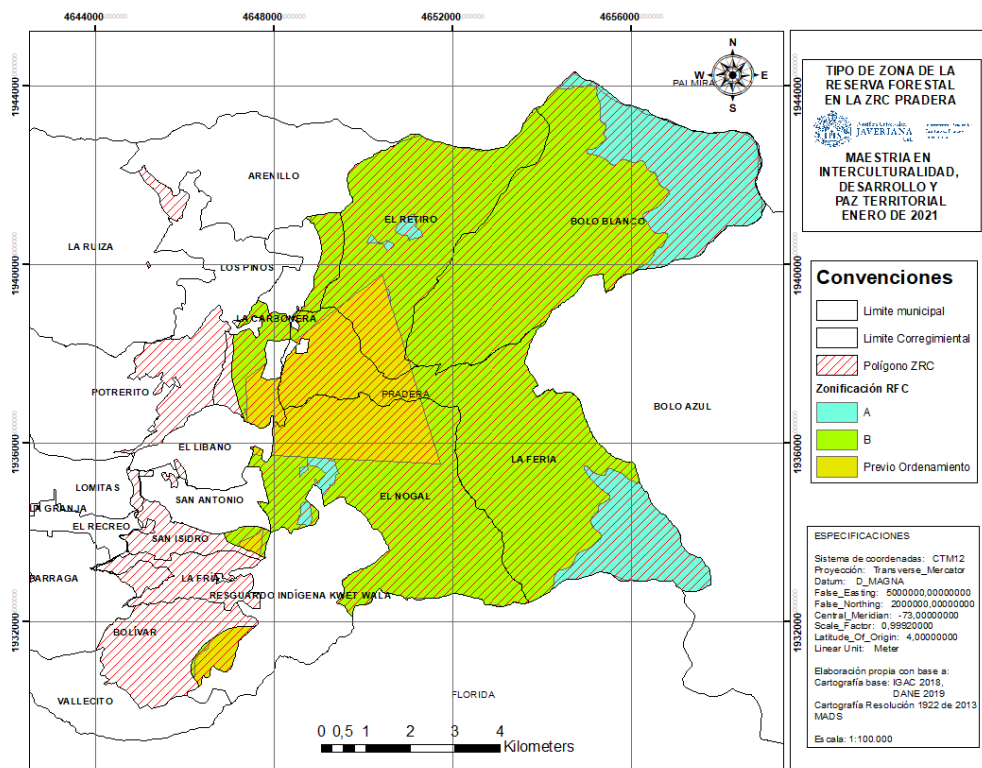 4644000
4648000
4652000
4656000
N
W
E
S
PALMIRA
1944000
1944000
ARENILLO
EL RETIRO
BOLO BLANCO
LA RUIZA
LOS PINOS
1940000
1940000
LA CARBONERA
POTRERITO
PRADERA
BOLO AZUL
EL LIBANO
1936000
1936000
LA FERIA
LOMITAS
SAN ANTONIO
EL NOGAL
LA GRANJA
EL RECREO
SAN ISIDRO
PARRAGA
LA FRÍA
RESGUARDO INDÍGENA KWET WALA
1932000
1932000
BOLÍVAR
VALLECITO
FLORIDA
0 0,5 1 2 3 4
Kilometers
TIPO DE ZONA DE LA
RESERVA FORESTAL
EN LA ZRC PRADERA
JAVERIANA
MAESTRIA EN
INTERCULTURALIDAD,
DESARROLLO Y
PAZ TERRITORIAL
ENERO DE 2021
Convenciones
Limite municipal
Limite Corregimiental
Polígono ZRC
Zonificación RFC
A
B
Previo Ordenamiento
ESPECIFICACIONES
Sistema de coordenadas: CTM12
Proyección: Transverse_Mercator
Datum: D_MAGNA
False_Easting: 5000000,00000000
False_Northing: 2000000,00000000
Central_Meridian: -73,00000000
Scale_Factor: 0,99920000
Latitude_Of_Origin: 4,00000000
Linear Unit: Meter
Elaboración propia con base a:
Cartografía base: IGAC 2018,
DANE 2019
Cartografía Resolución 1922 de 2013
MADS
Escala: 1:100.000